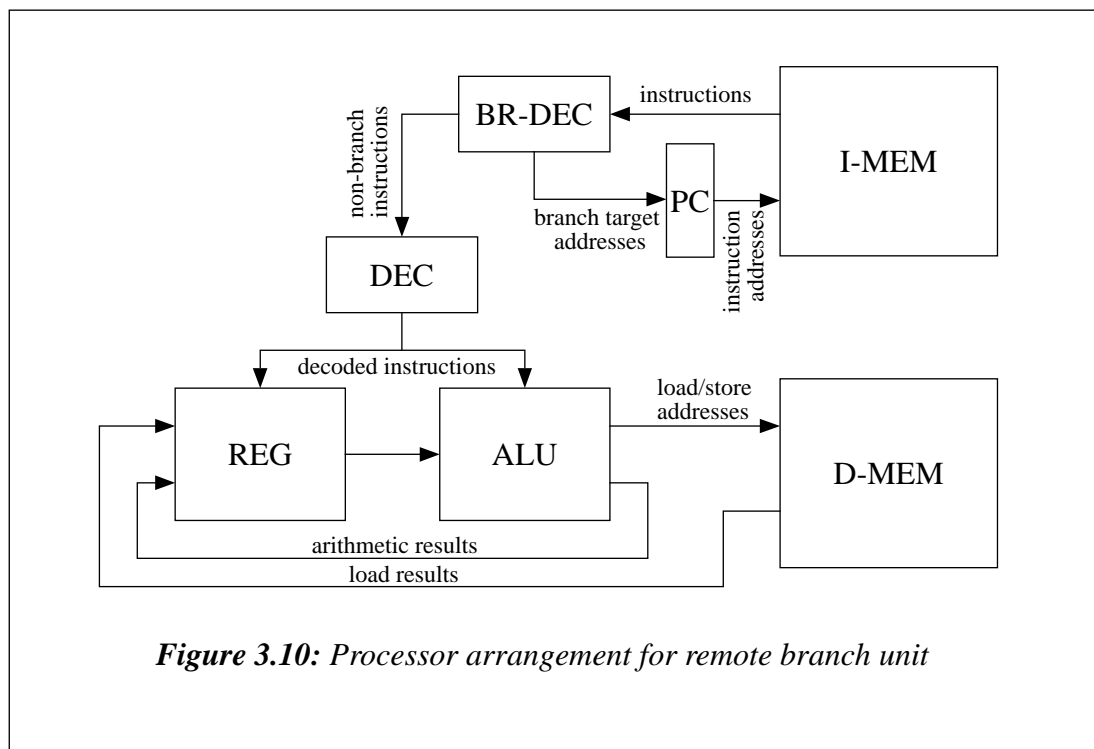 instructions
BR-DEC
I-MEM
non-branch
instructions
PC
branch target
addresses
instruction
addresses
DEC
decoded instructions
load/store
addresses
REG
ALU
D-MEM
arithmetic results
load results
Figure 3.10: Processor arrangement for remote branch unit